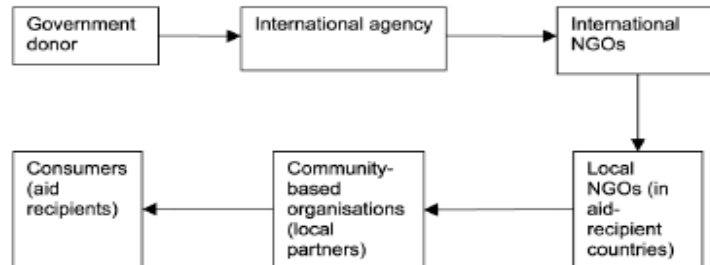 Government
donor
International agency
International
NGOs
Consumers
(aid
recipients)
Community-
based
organisations
(local
partners)
Local
NGOs (in
aid-
recipient
countries)